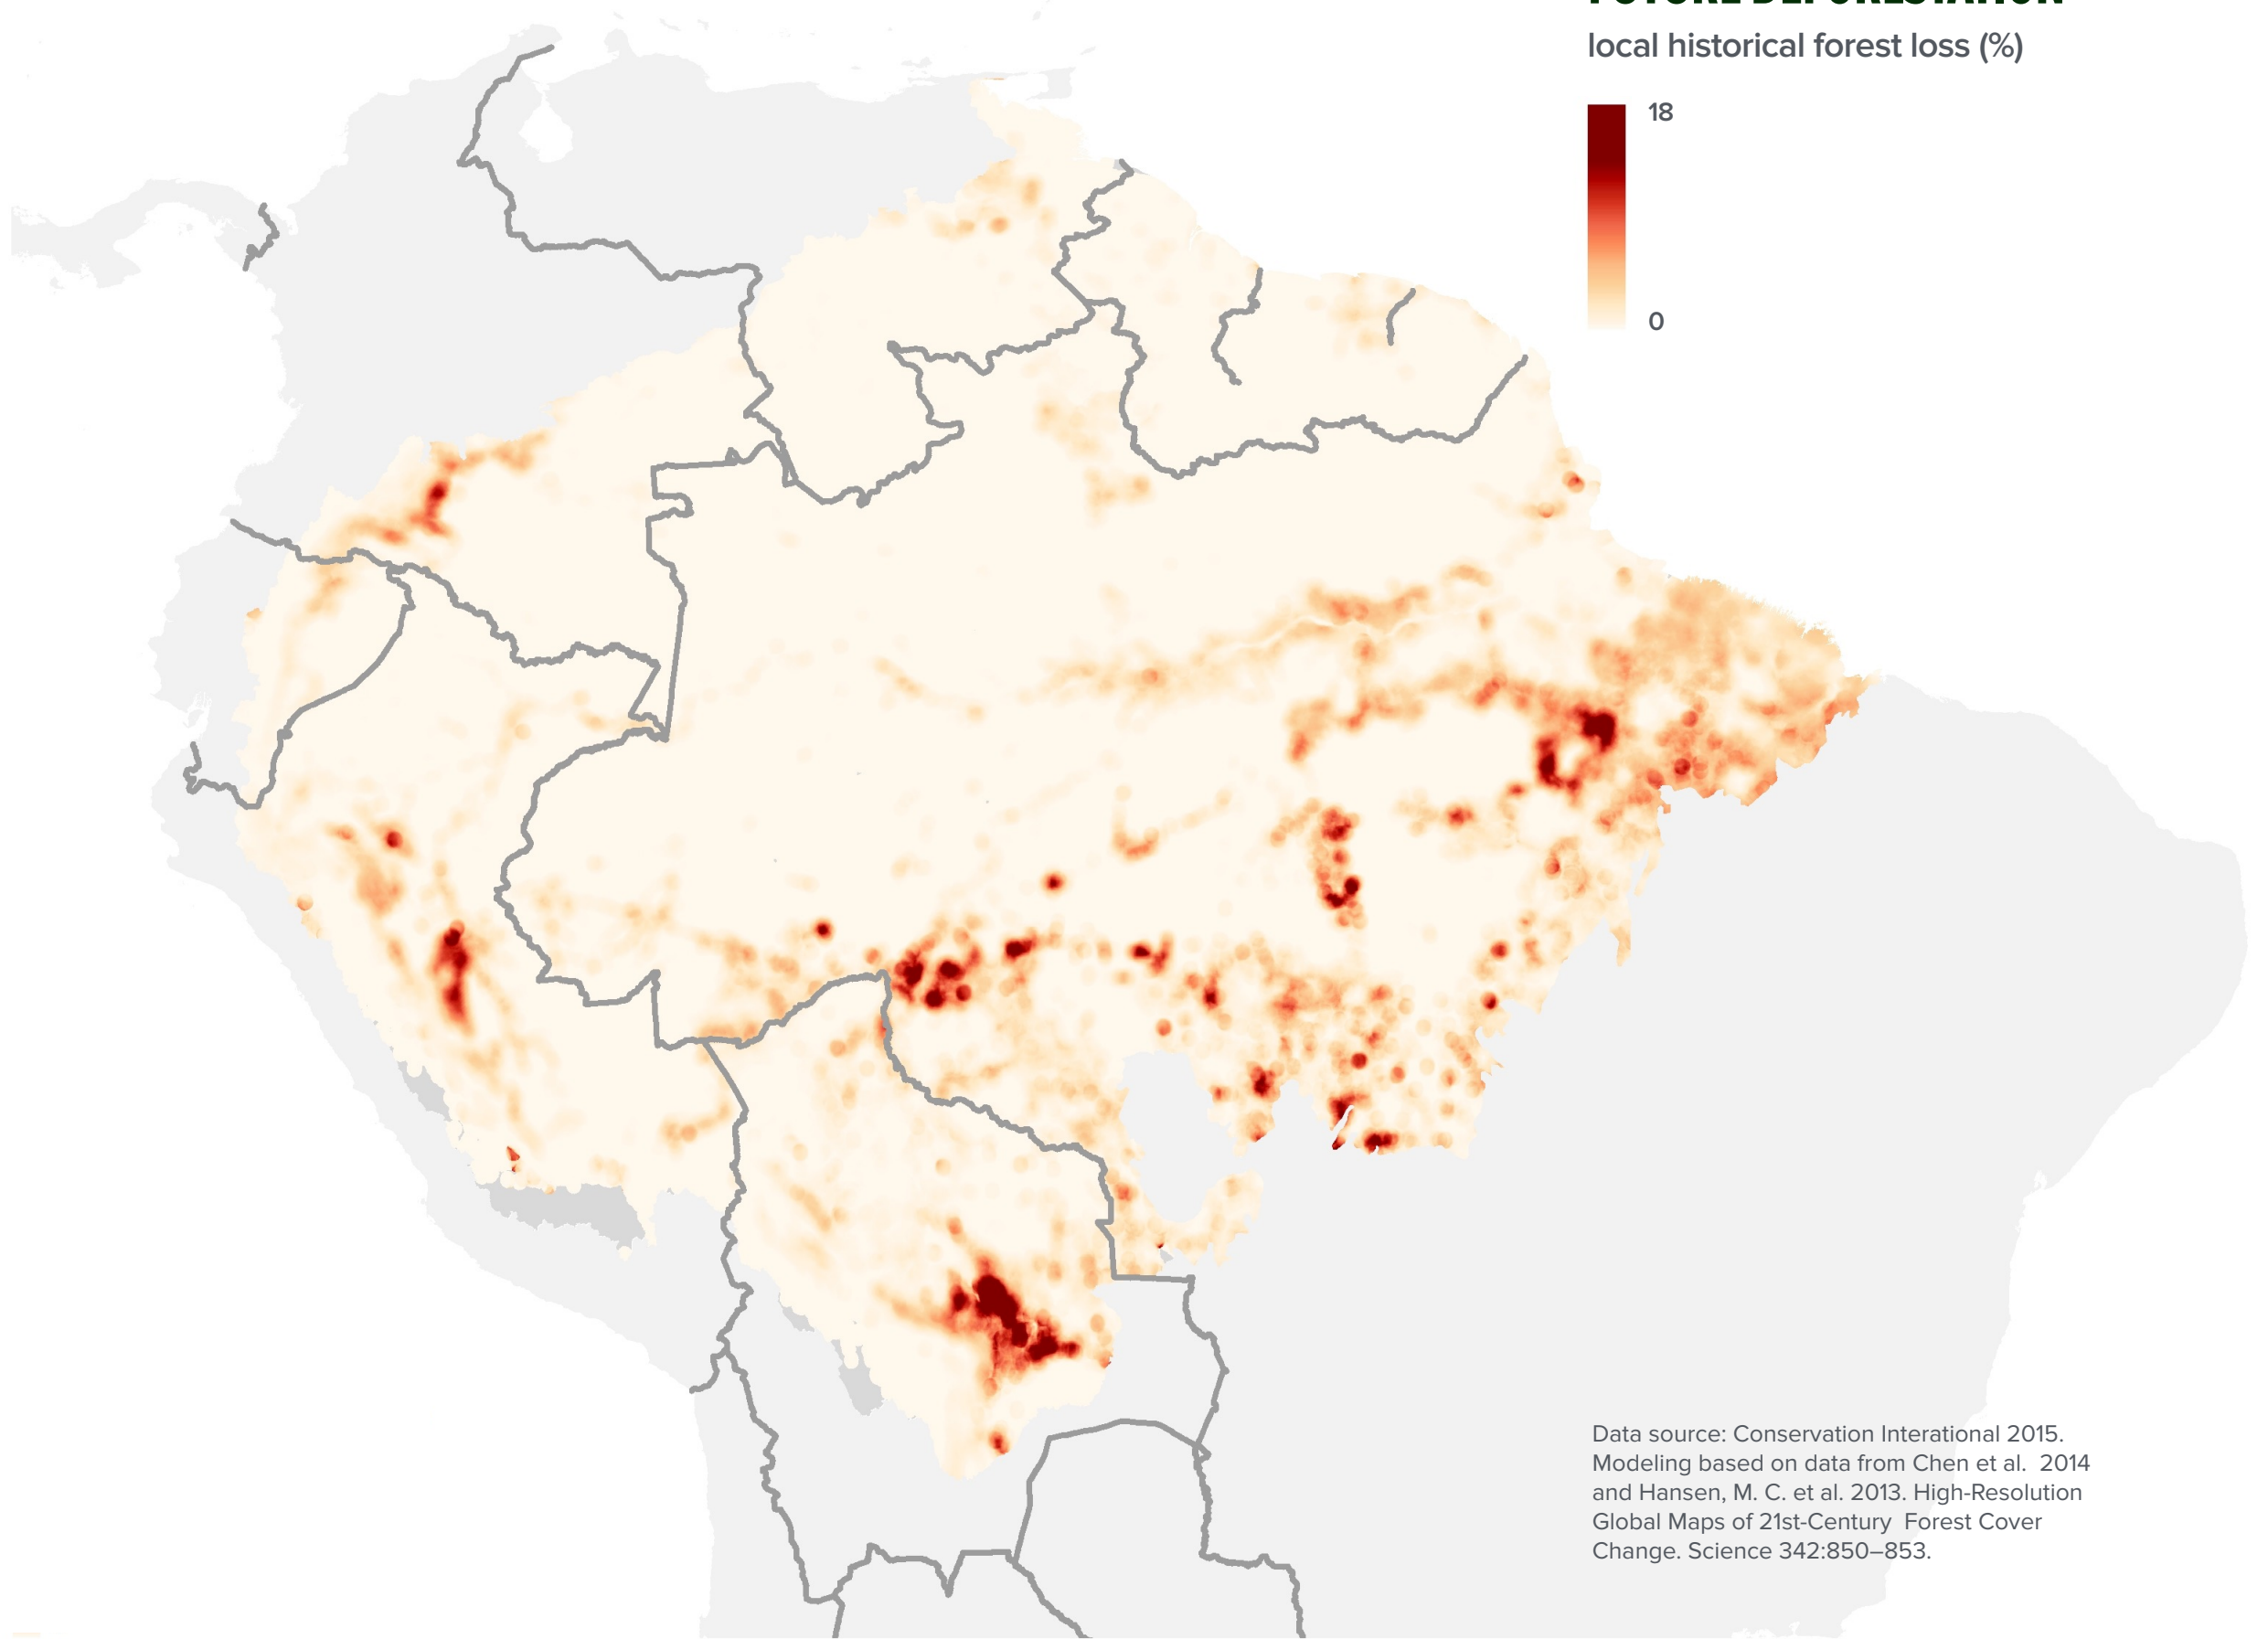 FUTURE DEFORESTATION
local historical forest loss (%)
18
0
Data source: Conservation Interational 2015.
Modeling based on data from Chen et al. 2014
and Hansen, M. C. et al. 2013. High-Resolution
Global Maps of 21st-Century Forest Cover
Change. Science 342:850–853.